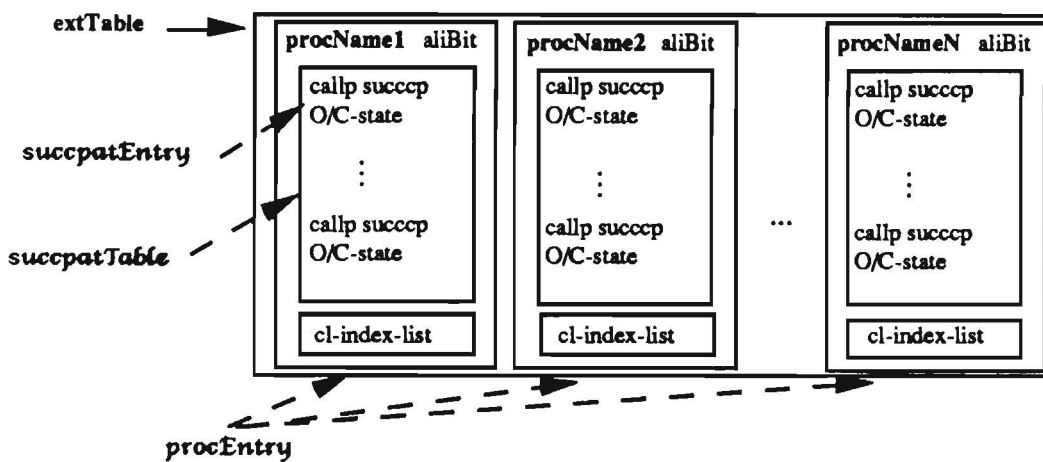 extTable
procName1 aliBit
callp succcp
O/C-state
⋮
callp succcp
O/C-state
cl-index-list
procName2 aliBit
callp succcp
O/C-state
⋮
callp succcp
O/C-state
cl-index-list
...
procNameN aliBit
callp succcp
O/C-state
⋮
callp succcp
O/C-state
cl-index-list
succpatEntry
succpatTable
procEntry